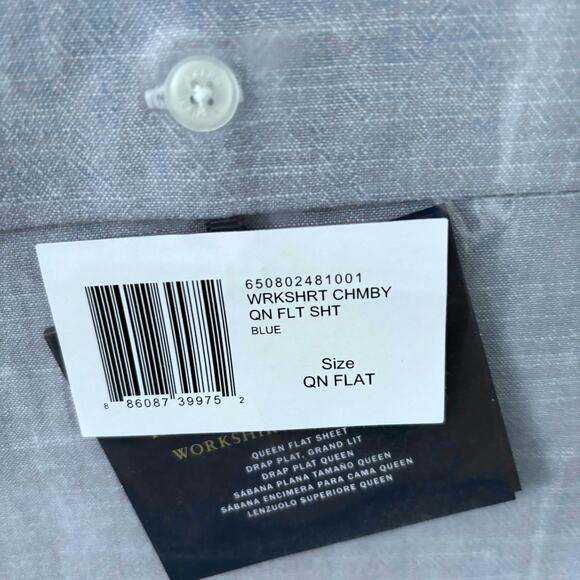 650802481001
WRKSHRT CHMBY
QN FLT SHT
BLUE
Size
QN FLAT
8 86087 39975 2
QUEEN FLAT SHEET
DRAP PLAT, GRAND LIT
DRAP PLAT QUEEN
SÁBANA PLANA TAMAÑO QUEEN
SÁBANA ENCIMERA PARA CAMA QUEEN
LENZUOLO SUPERIORE QUEEN